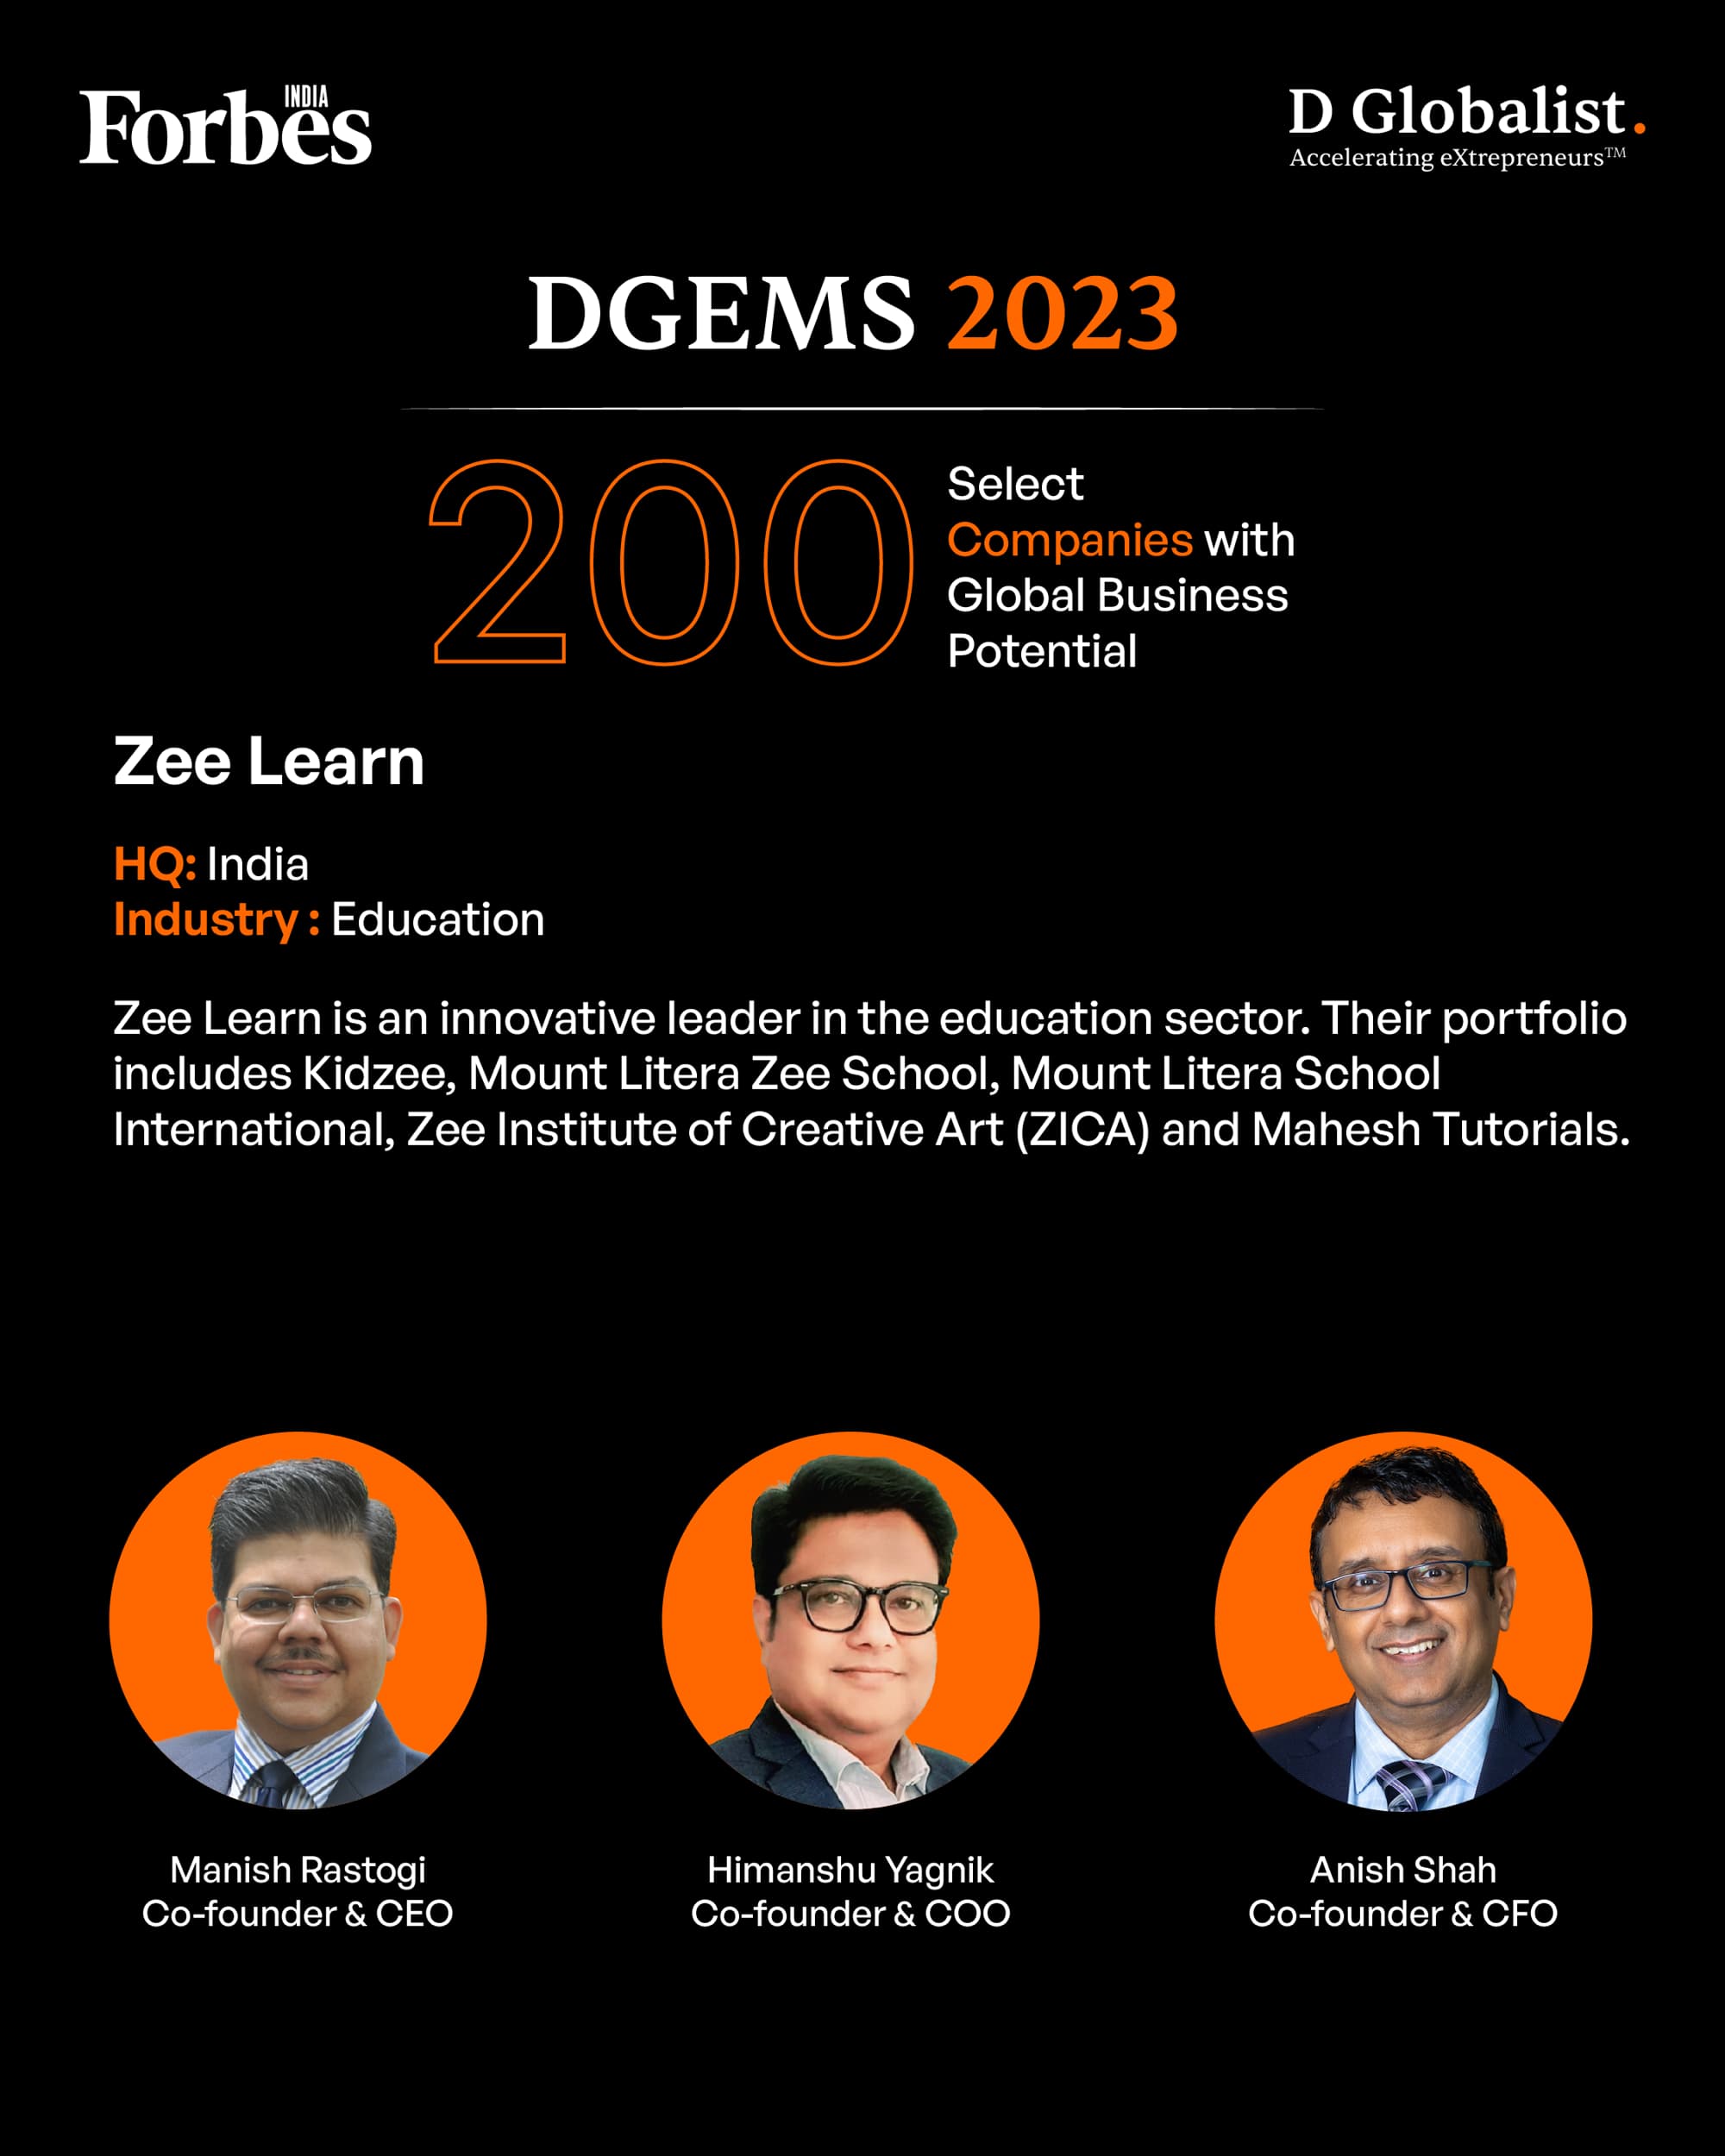 Forbes INDIA
D Globalist.
Accelerating eXtrepreneurs™
DGEMS 2023
200
Select
Companies with
Global Business
Potential
Zee Learn
HQ: India
Industry : Education
Zee Learn is an innovative leader in the education sector. Their portfolio
includes Kidzee, Mount Litera Zee School, Mount Litera School
International, Zee Institute of Creative Art (ZICA) and Mahesh Tutorials.
Manish Rastogi
Co-founder & CEO
Himanshu Yagnik
Co-founder & COO
Anish Shah
Co-founder & CFO